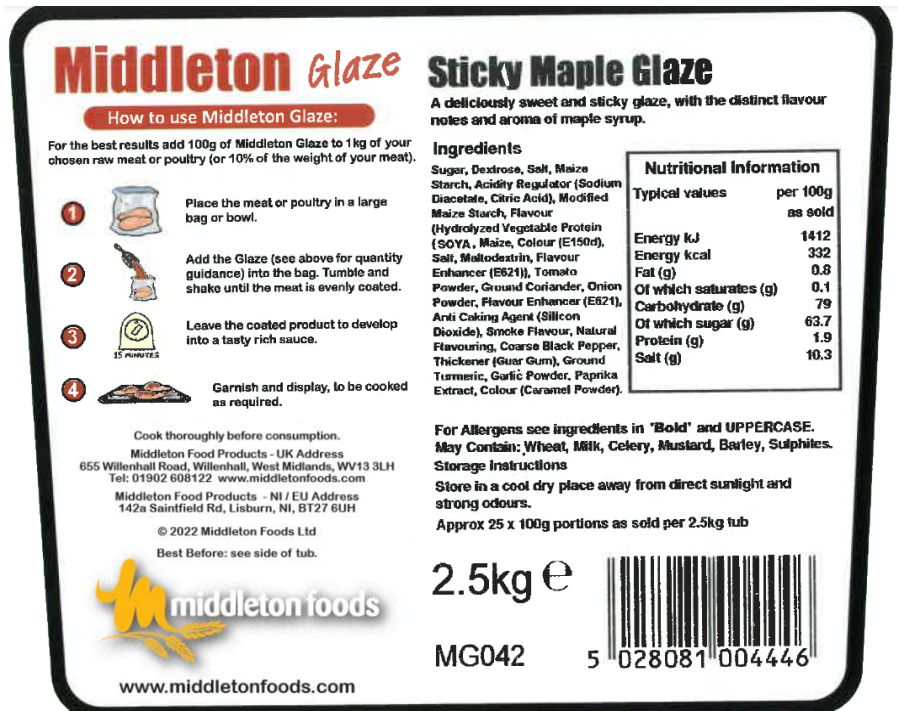 Middleton Glaze
How to use Middleton Glaze:
For the best results add 100g of Middleton Glaze to 1kg of your
chosen raw meat or poultry (or 10% of the weight of your meat).
1
Place the meat or poultry in a large
bag or bowl.
2
Add the Glaze (see above for quantity
guidance) into the bag. Tumble and
shake until the meat is evenly coated.
3
15 MINUTES
Leave the coated product to develop
into a tasty rich sauce.
4
Garnish and display, to be cooked
as required.
Cook thoroughly before consumption.
Middleton Food Products - UK Address
655 Willenhall Road, Willenhall, West Midlands, WV13 3LH
Tel: 01902 608122 www.middletonfoods.com
Middleton Food Products - NI / EU Address
142a Saintfield Rd, Lisburn, NI, BT27 6UH
© 2022 Middleton Foods Ltd
Best Before: see side of tub.
middleton foods
www.middletonfoods.com
Sticky Maple Glaze
A deliciously sweet and sticky glaze, with the distinct flavour
notes and aroma of maple syrup.
Ingredients
Sugar, Dextrose, Salt, Maize
Starch, Acidity Regulator (Sodium
Diacetate, Citric Acid), Modified
Maize Starch, Flavour
(Hydrolyzed Vegetable Protein
(SOYA, Maize, Colour (E150d),
Salt, Maltodextrin, Flavour
Enhancer (E621)), Tomato
Powder, Ground Coriander, Onion
Powder, Flavour Enhancer (E621),
Anti Caking Agent (Silicon
Dioxide), Smoke Flavour, Natural
Flavouring, Coarse Black Pepper,
Thickener (Guar Gum), Ground
Turmeric, Garlic Powder, Paprika
Extract, Colour (Caramel Powder).
Nutritional Information
Typical values per 100g
as sold
Energy kJ 1412
Energy kcal 332
Fat (g) 0.8
Of which saturates (g) 0.1
Carbohydrate (g) 79
Of which sugar (g) 63.7
Protein (g) 1.9
Salt (g) 10.3
For Allergens see ingredients in 'Bold' and UPPERCASE.
May Contain: Wheat, Milk, Celery, Mustard, Barley, Sulphites.
Storage Instructions
Store in a cool dry place away from direct sunlight and
strong odours.
Approx 25 x 100g portions as sold per 2.5kg tub
2.5kg e
MG042
5 028081 004446